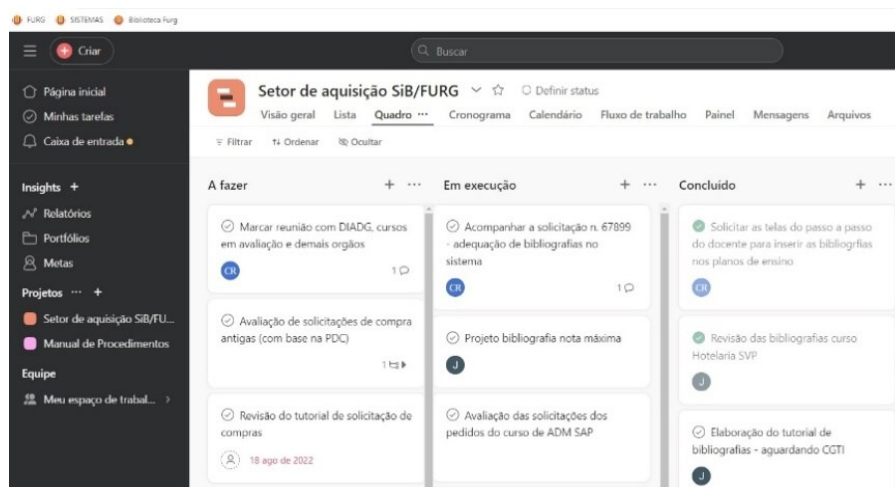 FURG SISTEMAS Biblioteca Furg
Criar
Buscar
Página inicial
Minhas tarefas
Caixa de entrada
Insights +
Relatórios
Portfólios
Metas
Projetos ... +
Setor de aquisição SiB/FU...
Manual de Procedimentos
Equipe
Meu espaço de trabal... >
Setor de aquisição SiB/FURG Definir status
Visão geral Lista Quadro ... Cronograma Calendário Fluxo de trabalho Painel Mensagens Arquivos
Filtrar Ordenar Ocultar
A fazer + ...
Marcar reunião com DIADG, cursos
em avaliação e demais orgãos
CR 1
Avaliação de solicitações de compra
antigas (com base na PDC)
1
Revisão do tutorial de solicitação de
compras
18 ago de 2022
Em execução + ...
Acompanhar a solicitação n. 67899
- adequação de bibliografias no
sistema
CR 1
Projeto bibliografia nota máxima
J
Avaliação das solicitações dos
pedidos do curso de ADM SAP
Concluído + ...
Solicitar as telas do passo a passo
do docente para inserir as bibliogrfias
nos planos de ensino
CR
Revisão das bibliografias curso
Hotelaria SVP
J
Elaboração do tutorial de
bibliografias - aguardando CGTI
J